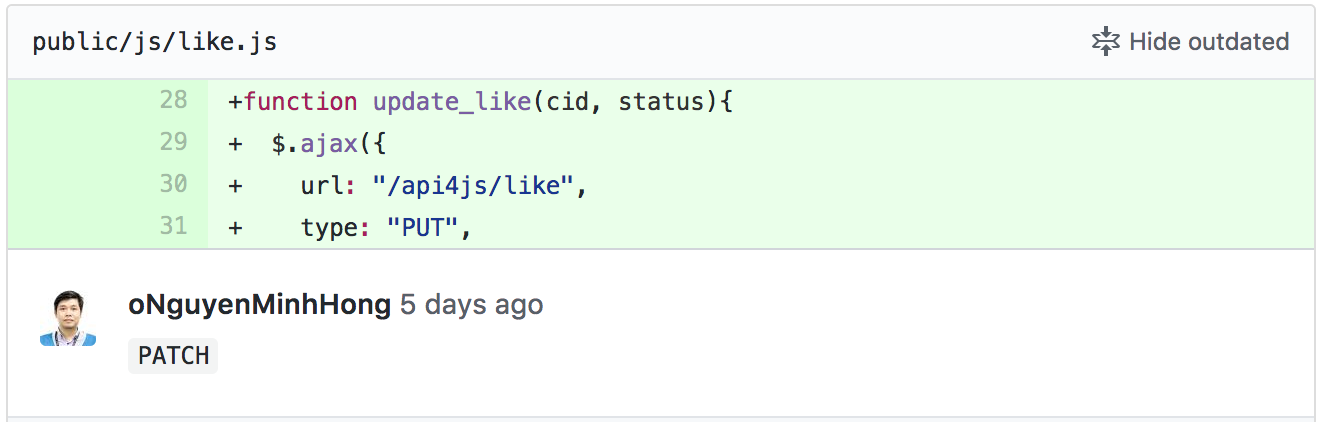 public/js/like.js Hide outdated
28 +function update_like(cid, status){
29 +  $.ajax({
30 +    url: "/api4js/like",
31 +    type: "PUT",
oNguyenMinhHong 5 days ago
PATCH